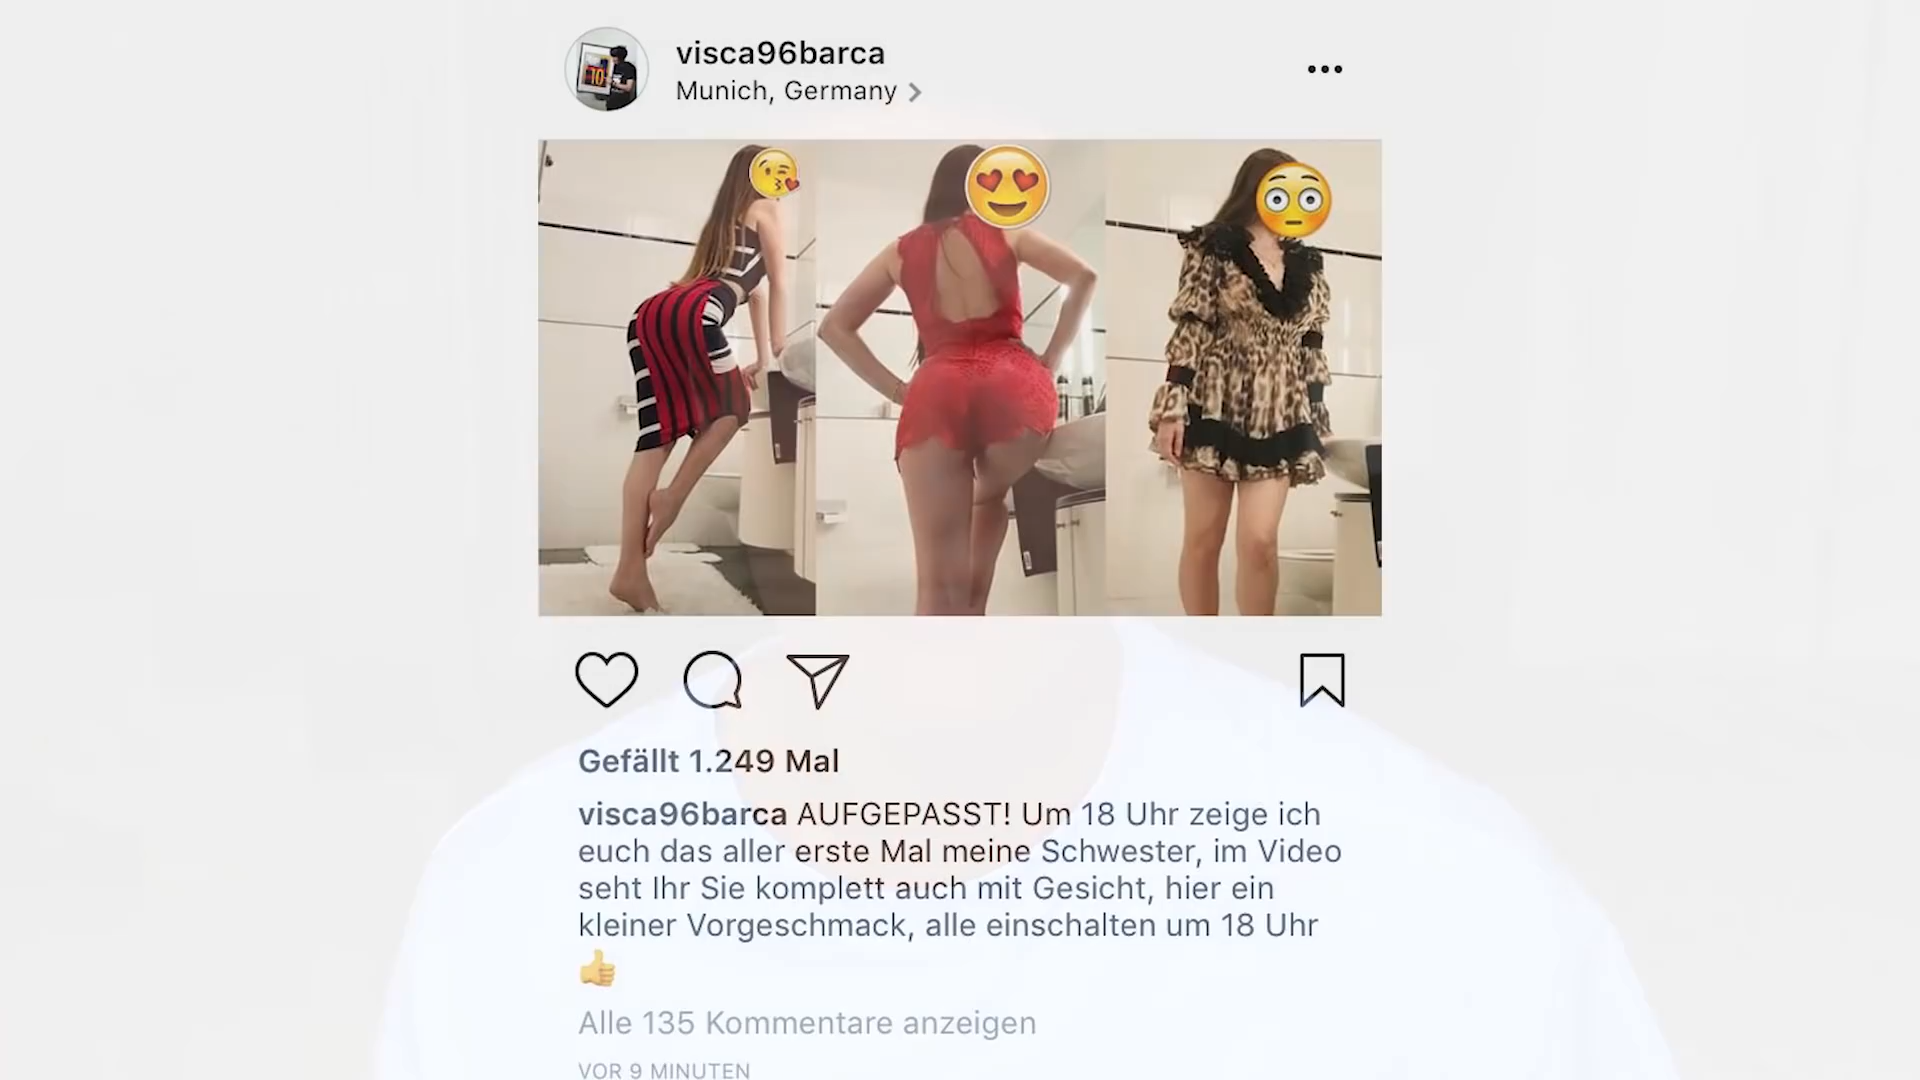 visca96barca
Munich, Germany
Gefällt 1.249 Mal
visca96barca AUFGEPASST! Um 18 Uhr zeige ich
euch das aller erste Mal meine Schwester, im Video
seht Ihr Sie komplett auch mit Gesicht, hier ein
kleiner Vorgeschmack, alle einschalten um 18 Uhr
👍
Alle 135 Kommentare anzeigen
VOR 9 MINUTEN